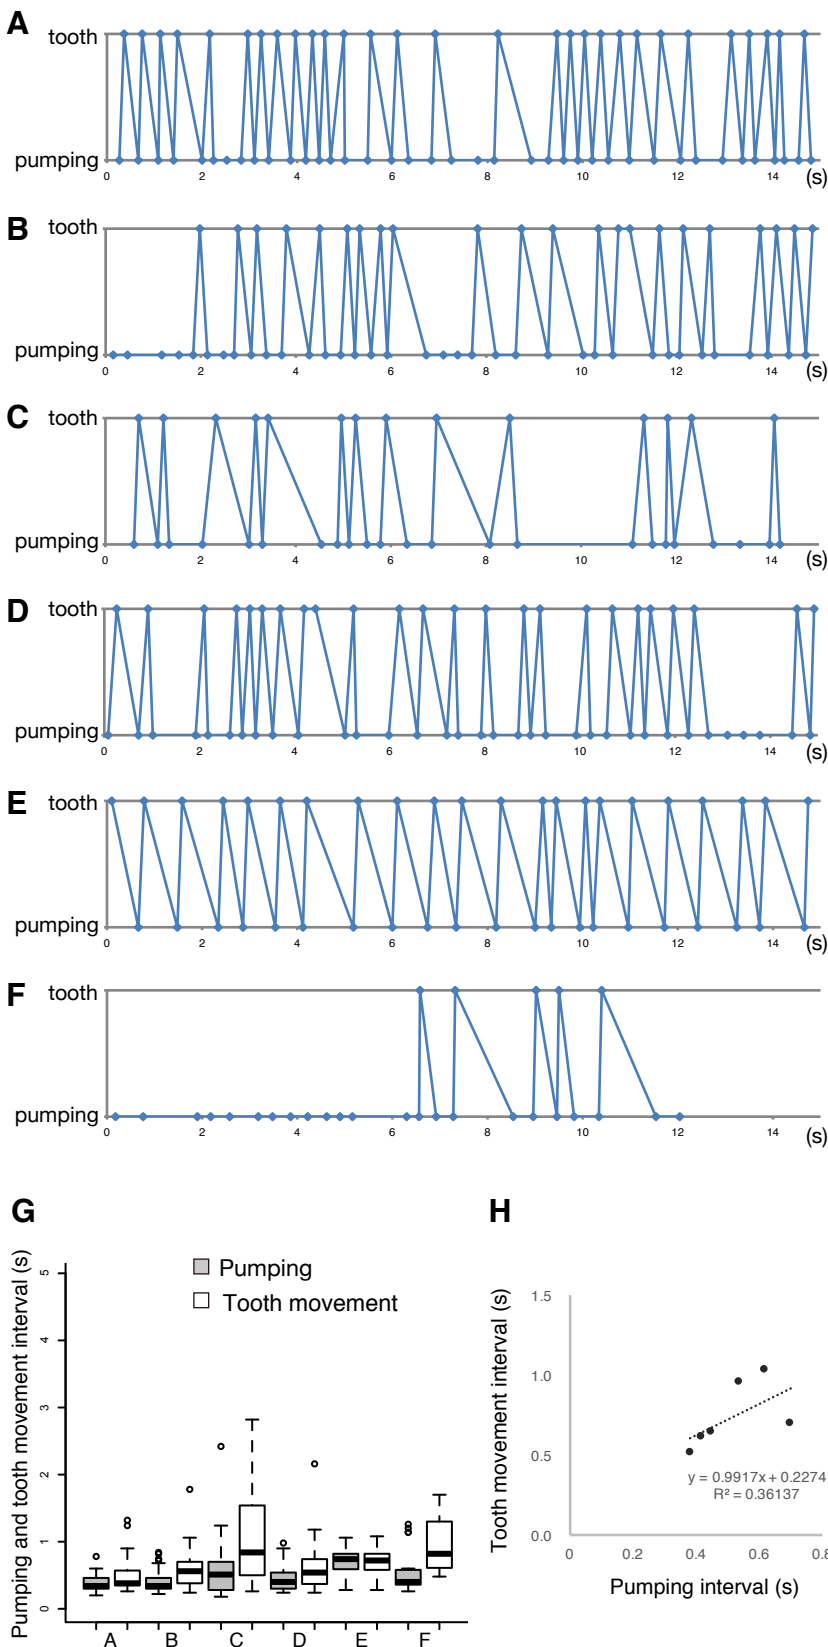 A
tooth
pumping
0 2 4 6 8 10 12 14 (s)
B
tooth
pumping
0 2 4 6 8 10 12 14 (s)
C
tooth
pumping
0 2 4 6 8 10 12 14 (s)
D
tooth
pumping
0 2 4 6 8 10 12 14 (s)
E
tooth
pumping
0 2 4 6 8 10 12 14 (s)
F
tooth
pumping
0 2 4 6 8 10 12 14 (s)
G
Pumping and tooth movement interval (s)
5
4
3
2
1
0
Pumping
Tooth movement
A B C D E F
H
Tooth movement interval (s)
1.5
1.0
0.5
0.0
y = 0.9917x + 0.2274
R² = 0.36137
0 0.2 0.4 0.6 0.8
Pumping interval (s)